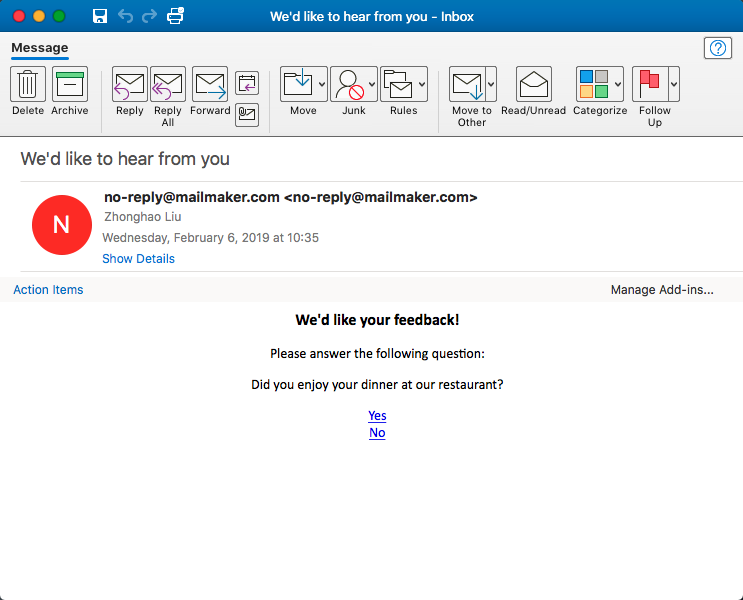 We'd like to hear from you - Inbox
Message
?
Delete
Archive
Reply
Reply All
Forward
Move
Junk
Rules
Move to Other
Read/Unread
Categorize
Follow Up
We'd like to hear from you
N
no-reply@mailmaker.com <no-reply@mailmaker.com>
Zhonghao Liu
Wednesday, February 6, 2019 at 10:35
Show Details
Action Items
Manage Add-ins...
We'd like your feedback!
Please answer the following question:
Did you enjoy your dinner at our restaurant?
Yes
No